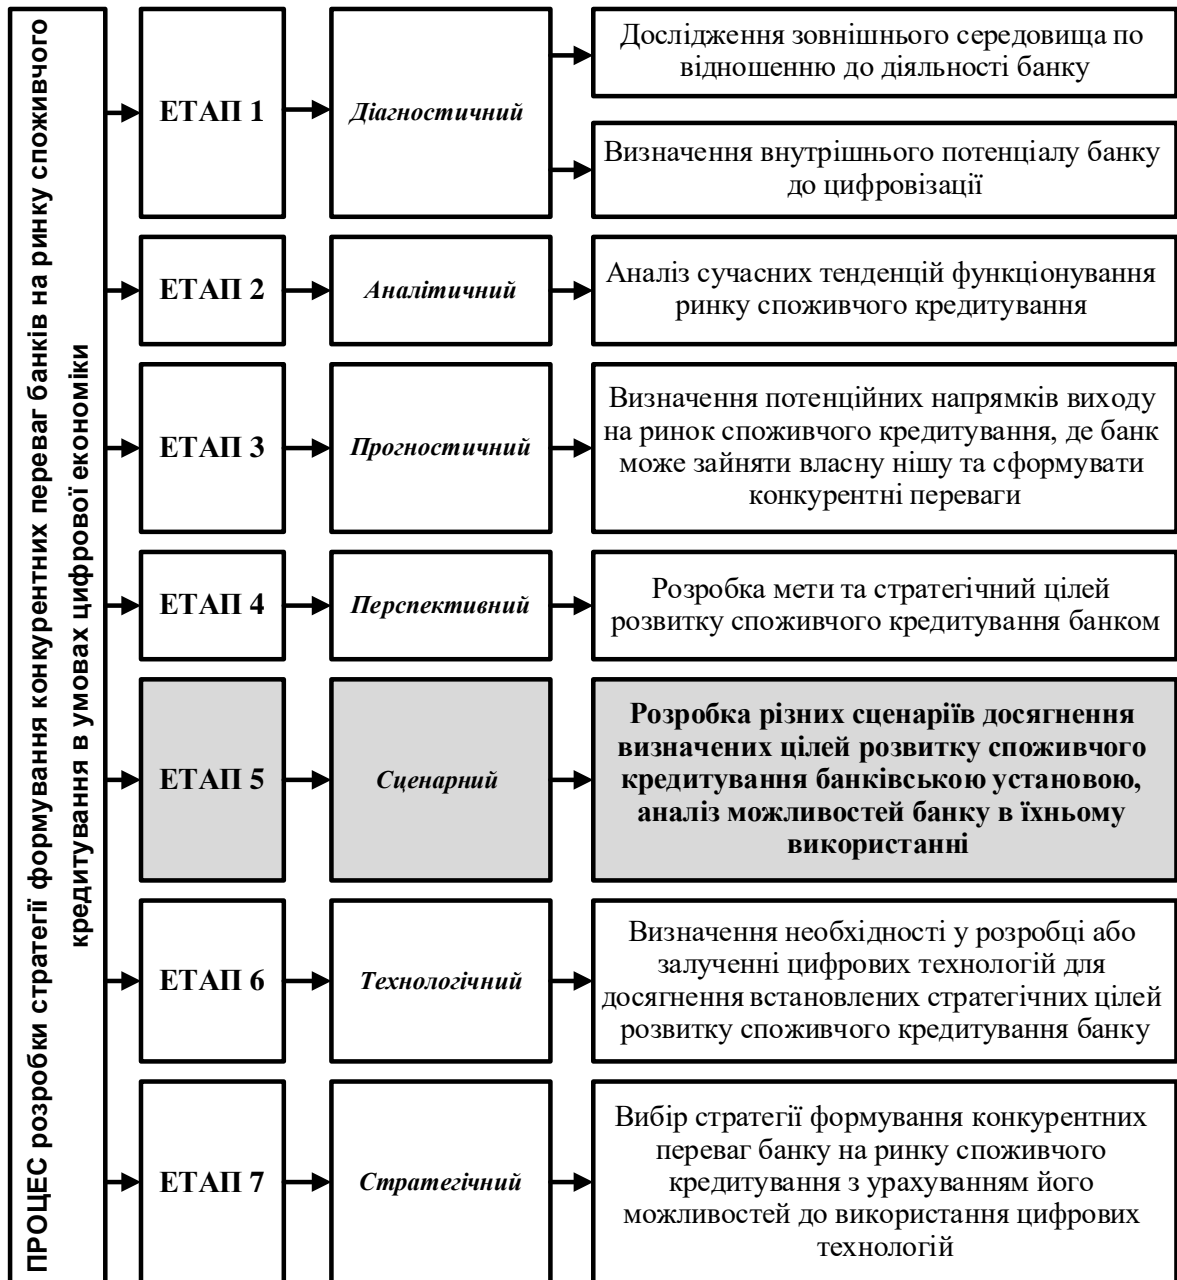 ПРОЦЕС розробки стратегії формування конкурентних переваг банків на ринку споживчого
кредитування в умовах цифрової економіки
ЕТАП 1
Діагностичний
Дослідження зовнішнього середовища по
відношенню до діяльності банку
Визначення внутрішнього потенціалу банку
до цифровізації
ЕТАП 2
Аналітичний
Аналіз сучасних тенденцій функціонування
ринку споживчого кредитування
ЕТАП 3
Прогностичний
Визначення потенційних напрямків виходу
на ринок споживчого кредитування, де банк
може зайняти власну нішу та сформувати
конкурентні переваги
ЕТАП 4
Перспективний
Розробка мети та стратегічний цілей
розвитку споживчого кредитування банком
ЕТАП 5
Сценарний
Розробка різних сценаріїв досягнення
визначених цілей розвитку споживчого
кредитування банківською установою,
аналіз можливостей банку в їхньому
використанні
ЕТАП 6
Технологічний
Визначення необхідності у розробці або
залученні цифрових технологій для
досягнення встановлених стратегічних цілей
розвитку споживчого кредитування банку
ЕТАП 7
Стратегічний
Вибір стратегії формування конкурентних
переваг банку на ринку споживчого
кредитування з урахуванням його
можливостей до використання цифрових
технологій